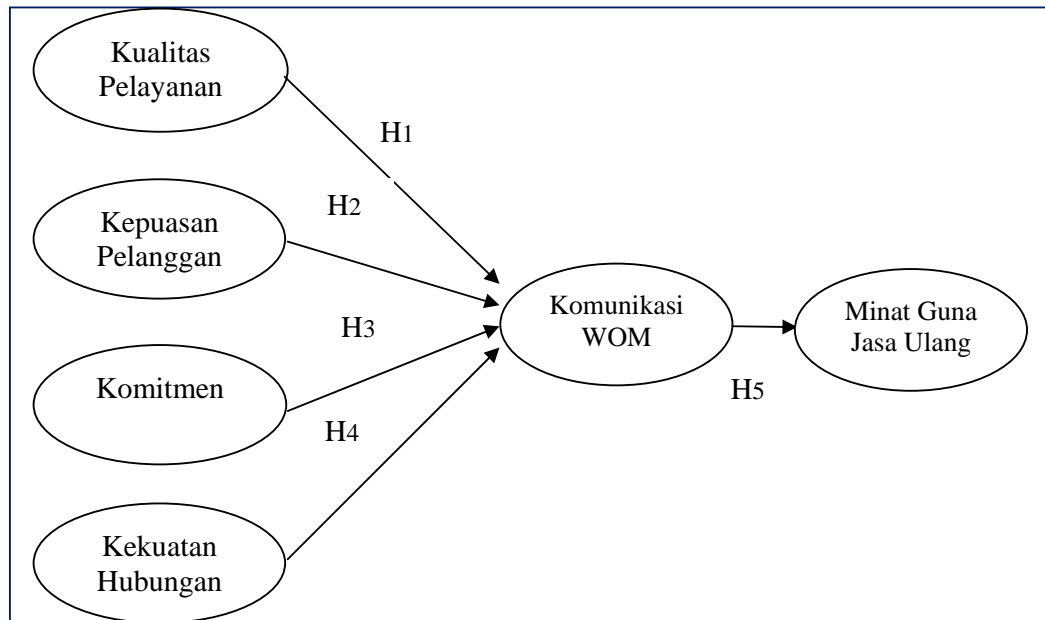 Kualitas
Pelayanan
H1
H2
Kepuasan
Pelanggan
Komunikasi
WOM
Minat Guna
Jasa Ulang
H3
Komitmen
H5
H4
Kekuatan
Hubungan